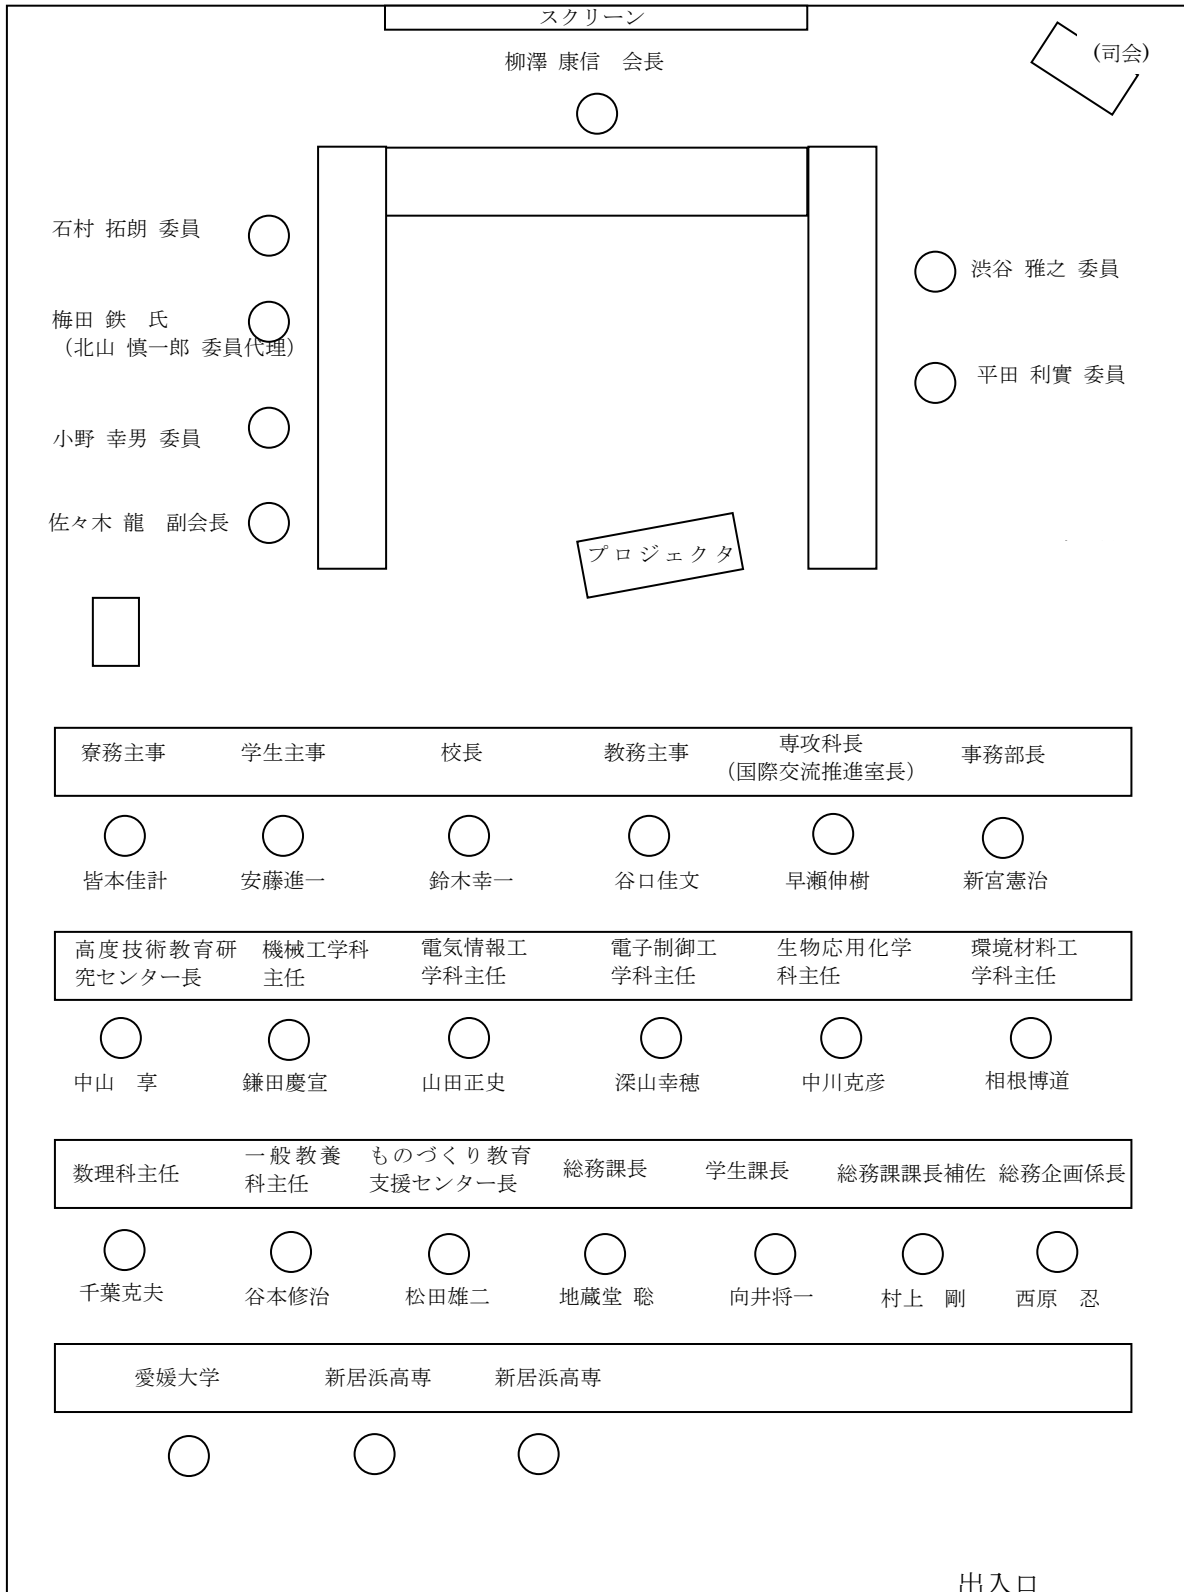 スクリーン
(司会)
柳澤 康信　会長
石村 拓朗 委員
渋谷 雅之 委員
梅田 鉄　氏
（北山 慎一郎 委員代理）
平田 利實 委員
小野 幸男 委員
佐々木 龍　副会長
プロジェクタ
寮務主事
学生主事
校長
教務主事
専攻科長
（国際交流推進室長）
事務部長
皆本佳計
安藤進一
鈴木幸一
谷口佳文
早瀬伸樹
新宮憲治
高度技術教育研
究センター長
機械工学科
主任
電気情報工
学科主任
電子制御工
学科主任
生物応用化学
科主任
環境材料工
学科主任
中山　享
鎌田慶宣
山田正史
深山幸穂
中川克彦
相根博道
数理科主任
一般教養
科主任
ものづくり教育
支援センター長
総務課長
学生課長
総務課課長補佐
総務企画係長
千葉克夫
谷本修治
松田雄二
地蔵堂 聡
向井将一
村上　剛
西原　忍
愛媛大学
新居浜高専
新居浜高専
出入口